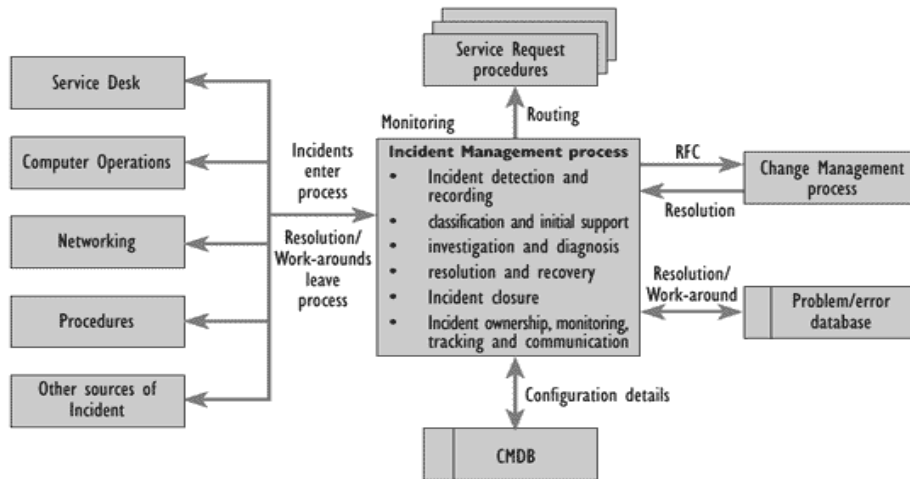 Service Request
procedures
Service Desk
Monitoring
Routing
Computer Operations
Incidents
enter
process
Incident Management process
• Incident detection and
recording
• classification and initial support
• investigation and diagnosis
• resolution and recovery
• Incident closure
• Incident ownership, monitoring,
tracking and communication
RFC
Change Management
process
Resolution
Networking
Resolution/
Work-arounds
leave
process
Resolution/
Work-around
Procedures
Problem/error
database
Other sources of
Incident
Configuration details
CMDB